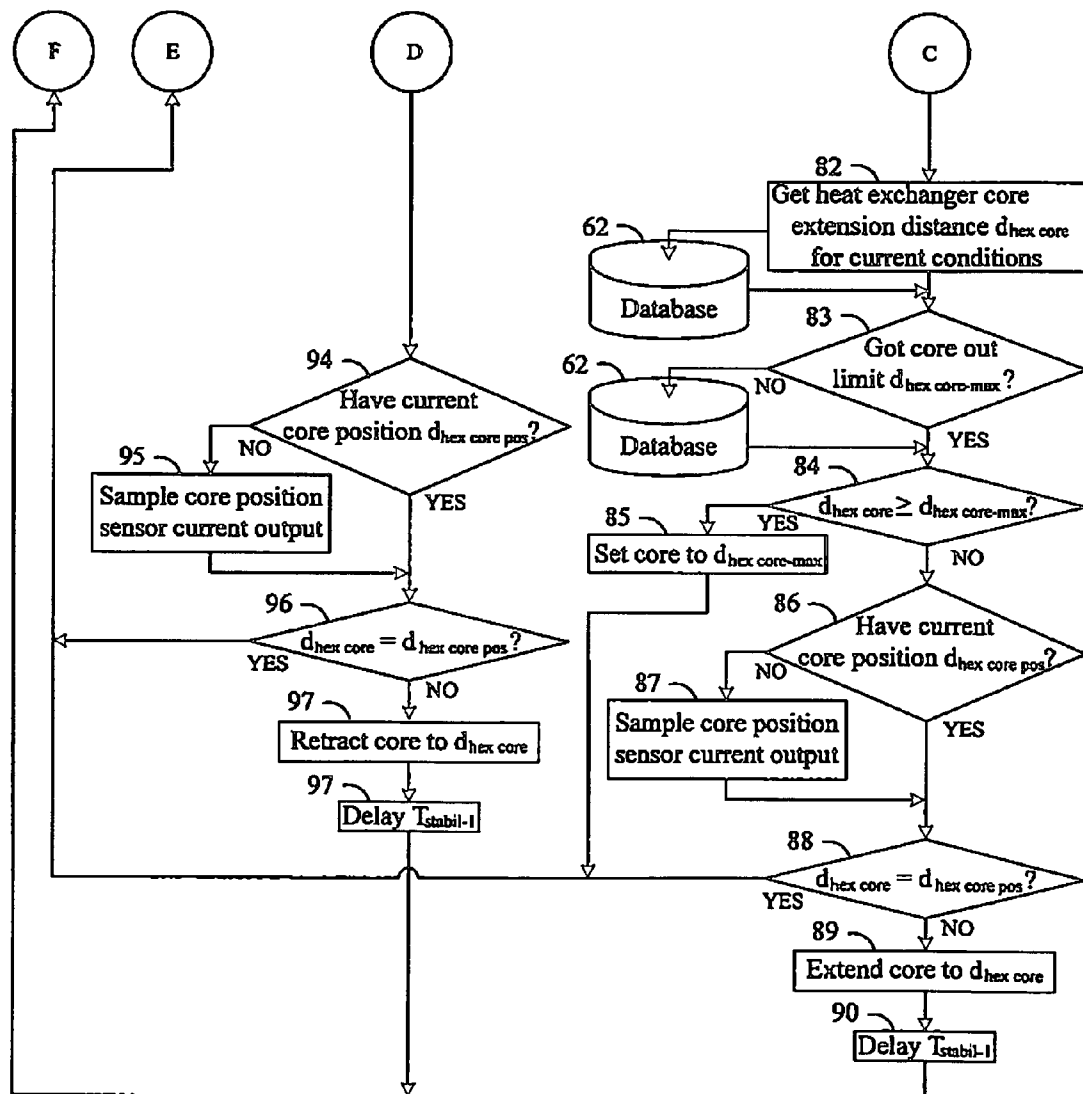 F
E
D
C
82
Get heat exchanger core
extension distance dhex core
for current conditions
62
Database
83
Got core out
limit dhex core-max?
NO
YES
62
Database
94
Have current
core position dhex core pos?
NO
YES
95
Sample core position
sensor current output
84
dhex core ≥ dhex core-max?
YES
NO
85
Set core to dhex core-max
96
dhex core = dhex core pos?
YES
NO
86
Have current
core position dhex core pos?
NO
YES
87
Sample core position
sensor current output
97
Retract core to dhex core
97
Delay Tstabil-1
88
dhex core = dhex core pos?
YES
NO
89
Extend core to dhex core
90
Delay Tstabil-1